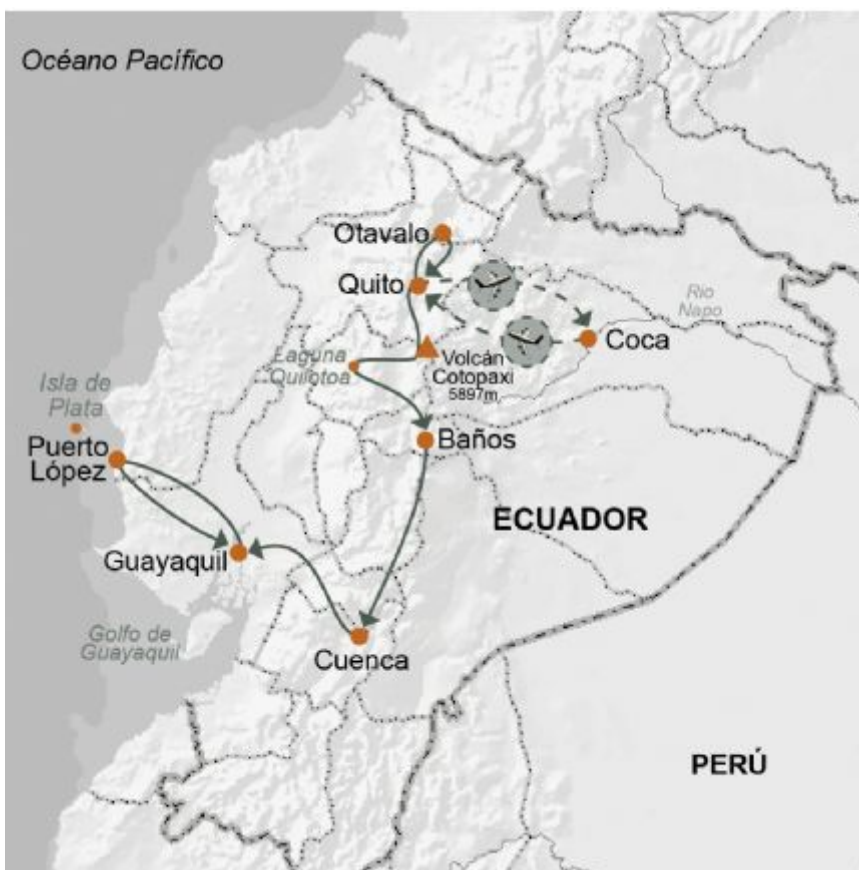 Océano Pacífico
Otavalo
Quito
Rio
Napo
Coca
Laguna
Quilotoa
Volcán
Cotopaxi
5897m
Isla de
Plata
Puerto
López
Baños
ECUADOR
Guayaquil
Golfo de
Guayaquil
Cuenca
PERÚ